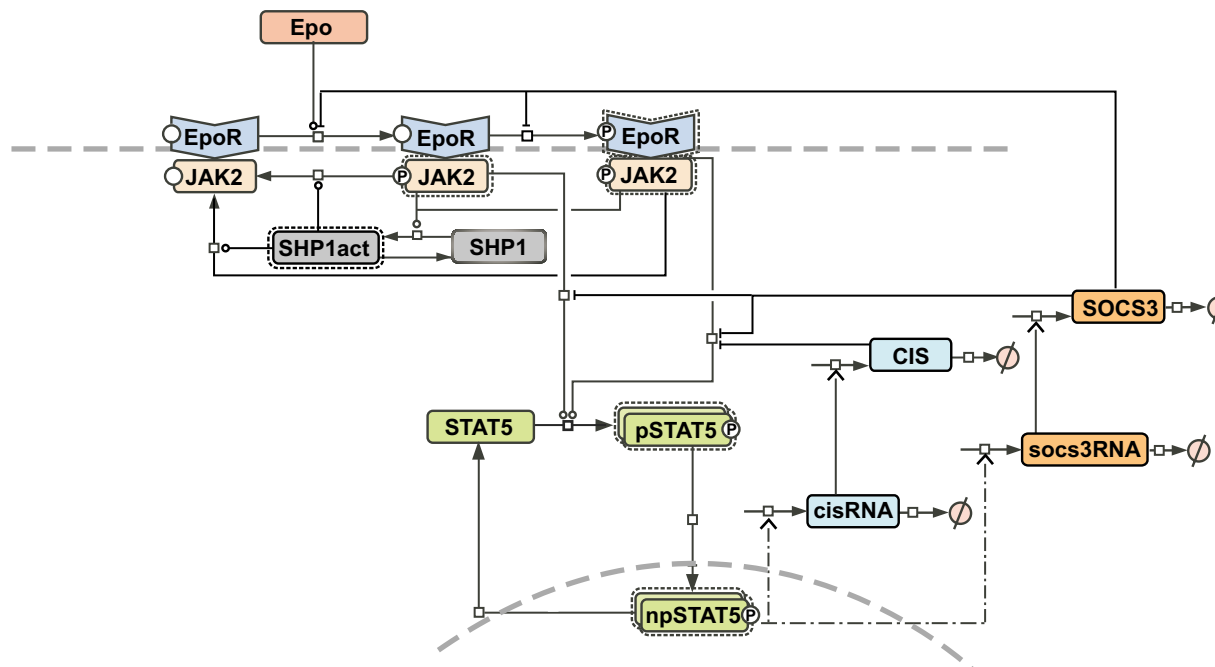 Epo
EpoR
EpoR
P
EpoR
JAK2
P
JAK2
P
JAK2
SHP1act
SHP1
SOCS3
CIS
STAT5
pSTAT5
P
socs3RNA
cisRNA
npSTAT5
P